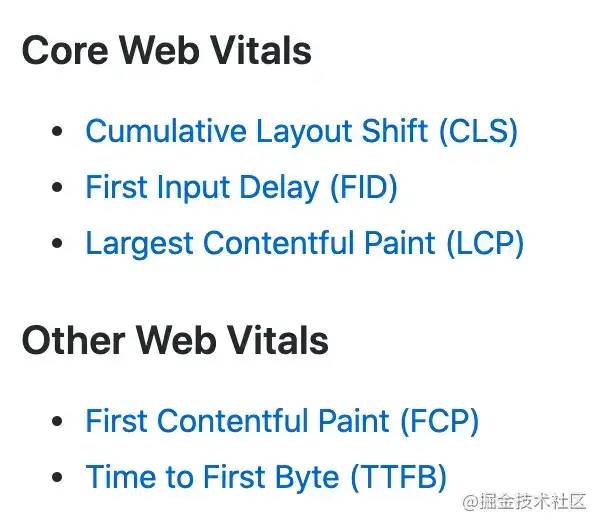 Core Web Vitals
• Cumulative Layout Shift (CLS)
• First Input Delay (FID)
• Largest Contentful Paint (LCP)
Other Web Vitals
• First Contentful Paint (FCP)
• Time to First Byte (TTFB)
@掘金技术社区